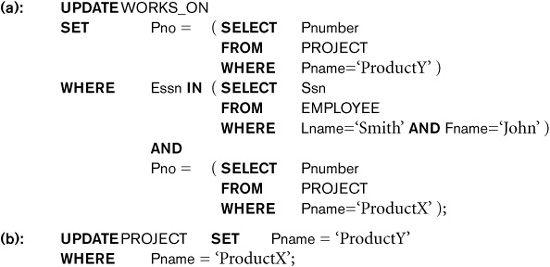 (a): UPDATE WORKS_ON
SET Pno = ( SELECT Pnumber
FROM PROJECT
WHERE Pname=‘ProductY’ )
WHERE Essn IN ( SELECT Ssn
FROM EMPLOYEE
WHERE Lname=‘Smith’ AND Fname=‘John’ )
AND
Pno = ( SELECT Pnumber
FROM PROJECT
WHERE Pname=‘ProductX’ );
(b): UPDATE PROJECT SET Pname = ‘ProductY’
WHERE Pname = ‘ProductX’;